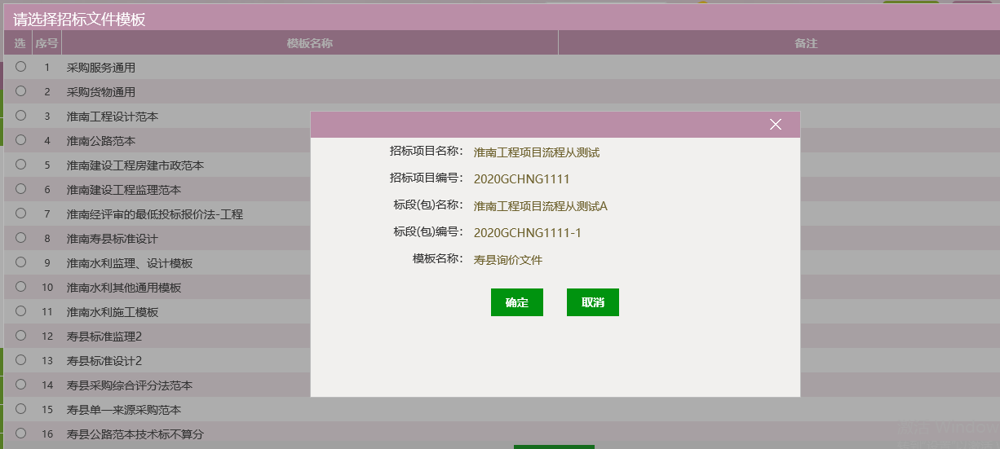 请选择招标文件模板
选 序号 模板名称 备注
1 采购服务通用
2 采购货物通用
3 淮南工程设计范本
4 淮南公路范本
5 淮南建设工程房建市政范本
6 淮南建设工程监理范本
7 淮南经评审的最低投标报价法-工程
8 淮南寿县标准设计
9 淮南水利监理、设计模板
10 淮南水利其他通用模板
11 淮南水利施工模板
12 寿县标准监理2
13 寿县标准设计2
14 寿县采购综合评分法范本
15 寿县单一来源采购范本
16 寿县公路范本技术标不算分
招标项目名称： 淮南工程项目流程从测试
招标项目编号： 2020GCHNG1111
标段(包)名称： 淮南工程项目流程从测试A
标段(包)编号： 2020GCHNG1111-1
模板名称： 寿县询价文件
确定 取消
激活 Window